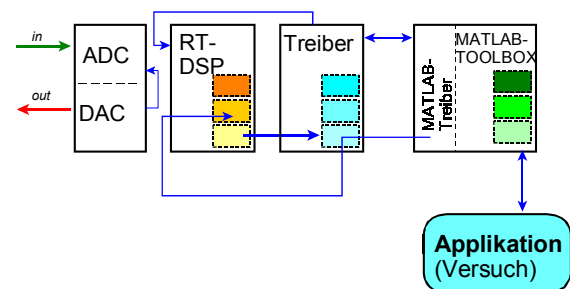 in
out
ADC
DAC
RT-
DSP
Treiber
MATLAB-
Treiber
MATLAB-
TOOLBOX
Applikation
(Versuch)